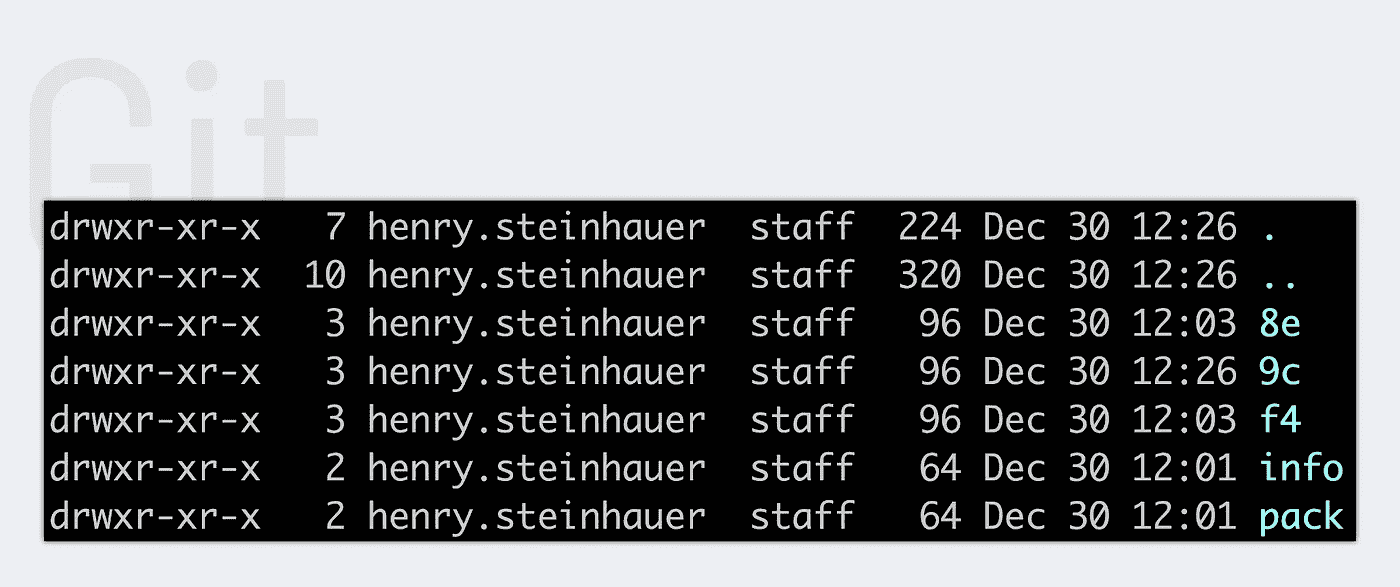 Git
drwxr-xr-x   7 henry.steinhauer  staff  224 Dec 30 12:26 .
drwxr-xr-x  10 henry.steinhauer  staff  320 Dec 30 12:26 ..
drwxr-xr-x   3 henry.steinhauer  staff   96 Dec 30 12:03 8e
drwxr-xr-x   3 henry.steinhauer  staff   96 Dec 30 12:26 9c
drwxr-xr-x   3 henry.steinhauer  staff   96 Dec 30 12:03 f4
drwxr-xr-x   2 henry.steinhauer  staff   64 Dec 30 12:01 info
drwxr-xr-x   2 henry.steinhauer  staff   64 Dec 30 12:01 pack